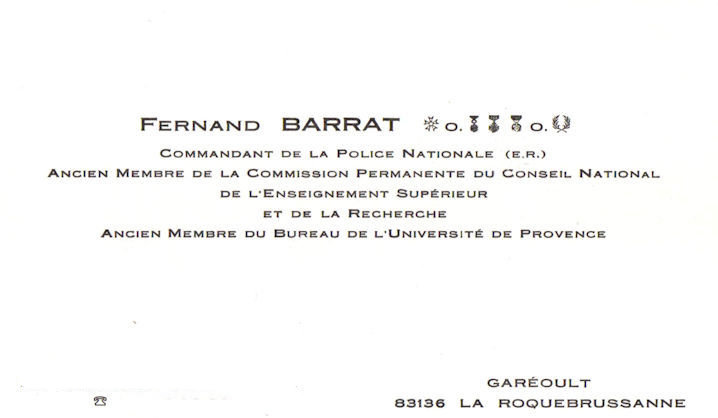 FERNAND BARRAT O. O.
COMMANDANT DE LA POLICE NATIONALE (E.R.)
ANCIEN MEMBRE DE LA COMMISSION PERMANENTE DU CONSEIL NATIONAL
DE L'ENSEIGNEMENT SUPÉRIEUR
ET DE LA RECHERCHE
ANCIEN MEMBRE DU BUREAU DE L'UNIVERSITÉ DE PROVENCE
GARÉOULT
83136 LA ROQUEBRUSSANNE